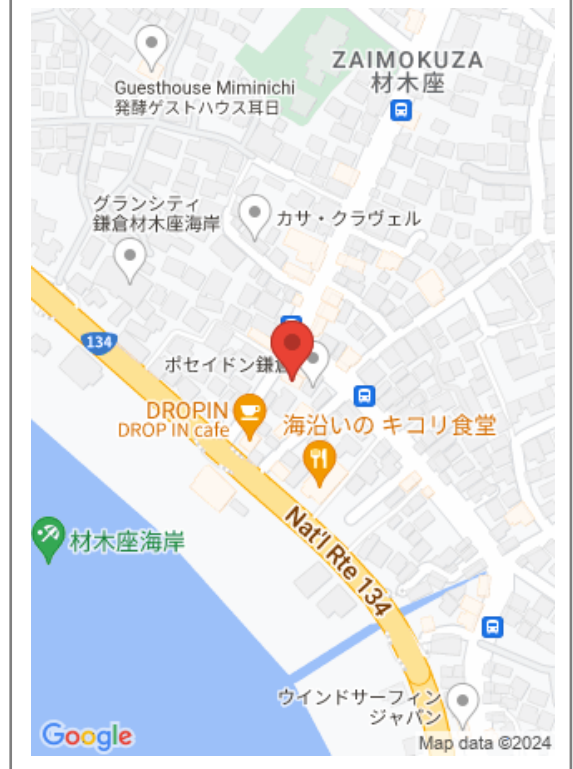 ZAIMOKUZA
材木座
Guesthouse Miminichi
発酵ゲストハウス耳日
グランシティ
鎌倉材木座海岸
カサ・クラヴェル
134
ポセイドン鎌倉
DROPIN
DROP IN cafe
海沿いの キコリ食堂
材木座海岸
Nat'l Rte 134
ウインドサーフィン
ジャパン
Google
Map data ©2024